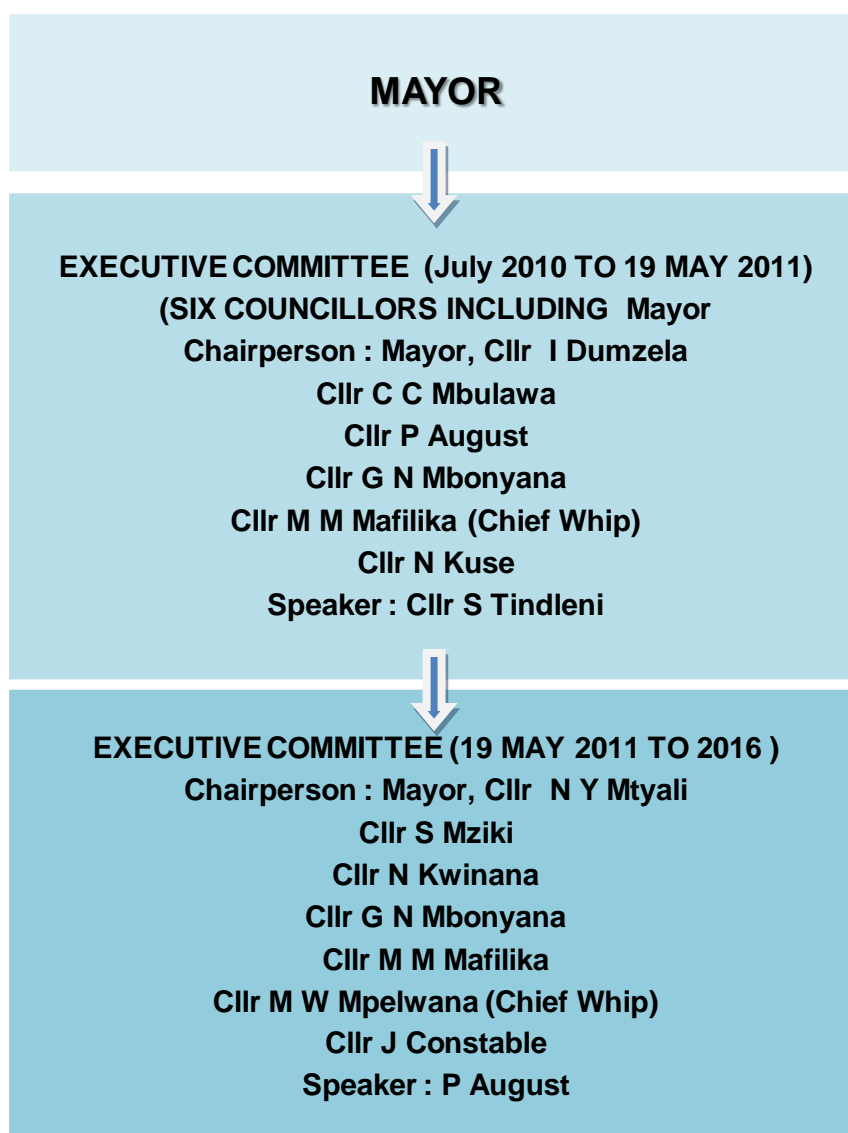 MAYOR
EXECUTIVE COMMITTEE (July 2010 TO 19 MAY 2011)
(SIX COUNCILLORS INCLUDING Mayor
Chairperson : Mayor, Cllr I Dumzela
Cllr C C Mbulawa
Cllr P August
Cllr G N Mbonyana
Cllr M M Mafilika (Chief Whip)
Cllr N Kuse
Speaker : Cllr S Tindleni
EXECUTIVE COMMITTEE (19 MAY 2011 TO 2016 )
Chairperson : Mayor, Cllr N Y Mtyali
Cllr S Mziki
Cllr N Kwinana
Cllr G N Mbonyana
Cllr M M Mafilika
Cllr M W Mpelwana (Chief Whip)
Cllr J Constable
Speaker : P August